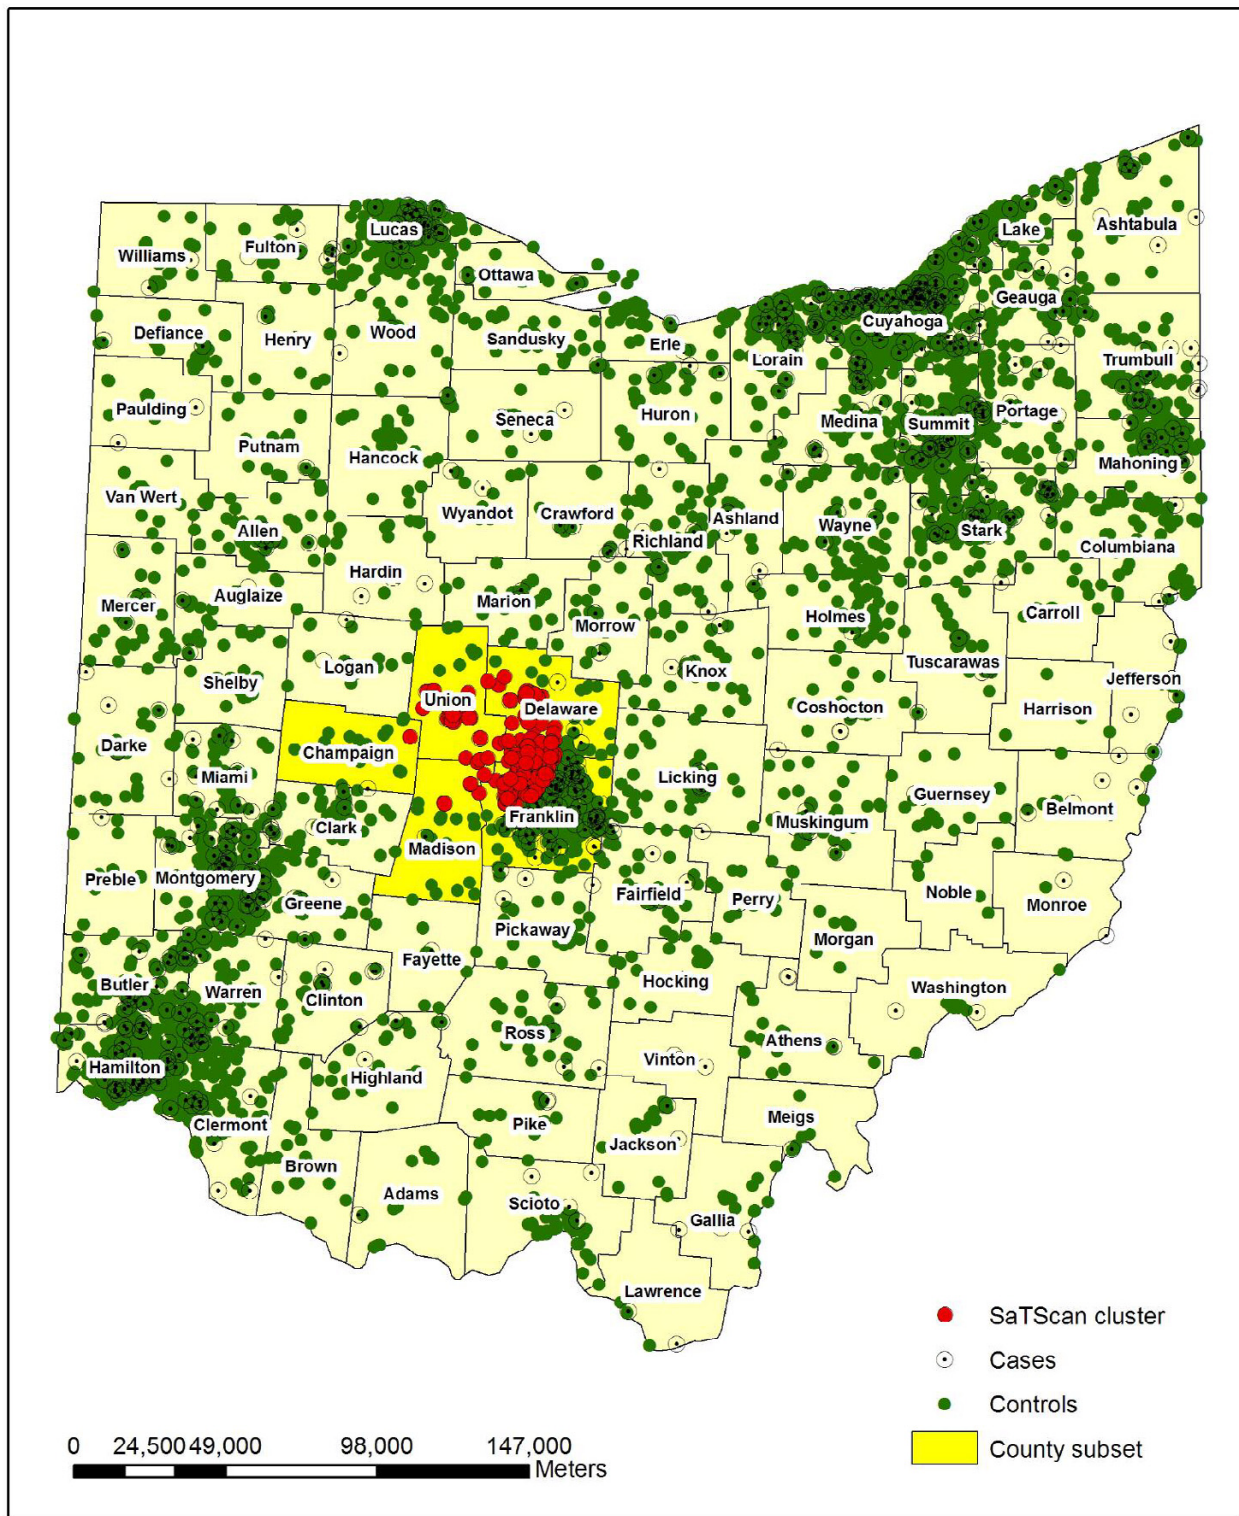 Lucas
Lake
Ashtabula
Williams
Fulton
Ottawa
Geauga
Defiance
Henry
Wood
Sandusky
Erie
Lorain
Cuyahoga
Trumbull
Paulding
Seneca
Huron
Medina
Summit
Portage
Putnam
Hancock
Mahoning
Van Wert
Allen
Wyandot
Crawford
Richland
Ashland
Wayne
Stark
Columbiana
Mercer
Auglaize
Hardin
Marion
Morrow
Holmes
Carroll
Shelby
Logan
Union
Delaware
Knox
Coshocton
Tuscarawas
Harrison
Jefferson
Darke
Miami
Champaign
Licking
Muskingum
Guernsey
Belmont
Clark
Franklin
Madison
Preble
Montgomery
Greene
Fairfield
Perry
Noble
Monroe
Pickaway
Morgan
Fayette
Butler
Warren
Clinton
Hocking
Washington
Ross
Athens
Hamilton
Highland
Vinton
Clermont
Pike
Jackson
Meigs
Brown
Adams
Scioto
Gallia
Lawrence
SaTScan cluster
Cases
Controls
County subset
0 24,500 49,000 98,000 147,000
Meters